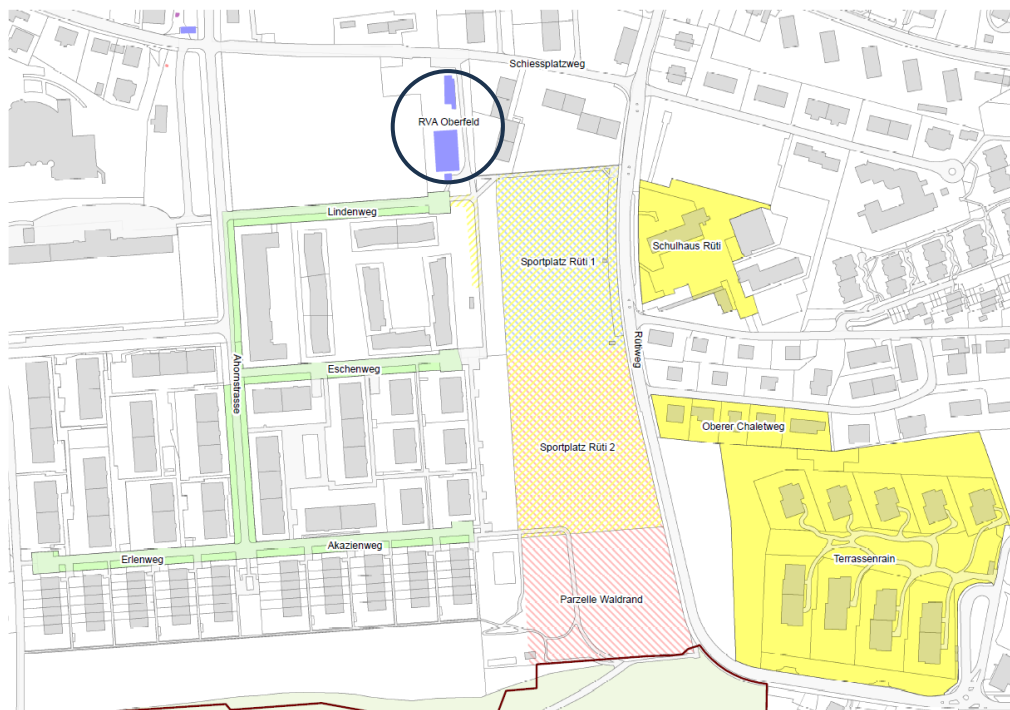 Schiessplatzweg
RVA Oberfeld
Lindenweg
Schulhaus Rüti
Sportplatz Rüti 1
Rütiweg
Ahornstrasse
Eschenweg
Oberer Chaletweg
Sportplatz Rüti 2
Akazienweg
Erlenweg
Terrassenrain
Parzelle Waldrand